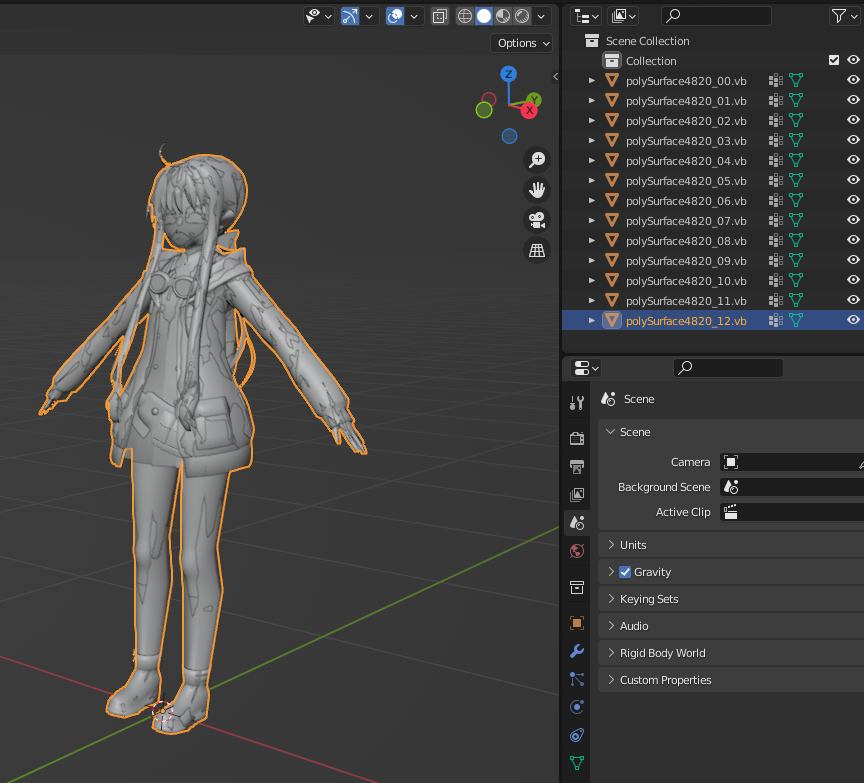 Options
Z
Y
X
Scene Collection
Collection
polySurface4820_00.vb
polySurface4820_01.vb
polySurface4820_02.vb
polySurface4820_03.vb
polySurface4820_04.vb
polySurface4820_05.vb
polySurface4820_06.vb
polySurface4820_07.vb
polySurface4820_08.vb
polySurface4820_09.vb
polySurface4820_10.vb
polySurface4820_11.vb
polySurface4820_12.vb
Scene
Scene
Camera
Background Scene
Active Clip
Units
Gravity
Keying Sets
Audio
Rigid Body World
Custom Properties